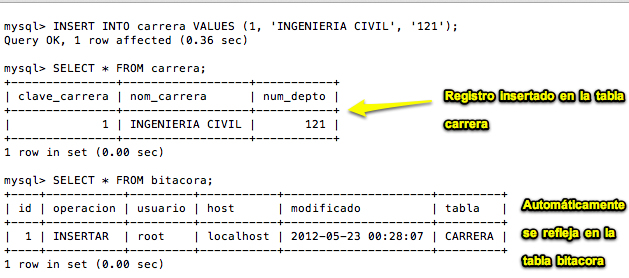 mysql> INSERT INTO carrera VALUES (1, 'INGENIERIA CIVIL', '121');
Query OK, 1 row affected (0.36 sec)
mysql> SELECT * FROM carrera;
+---------------+------------------+-----------+
| clave_carrera | nom_carrera      | num_depto |
+---------------+------------------+-----------+
|             1 | INGENIERIA CIVIL |       121 |
+---------------+------------------+-----------+
1 row in set (0.00 sec)
Registro Insertado en la tabla
carrera
mysql> SELECT * FROM bitacora;
+----+-----------+---------+-----------+---------------------+---------+
| id | operacion | usuario | host      | modificado          | tabla   |
+----+-----------+---------+-----------+---------------------+---------+
|  1 | INSERTAR  | root    | localhost | 2012-05-23 00:28:07 | CARRERA |
+----+-----------+---------+-----------+---------------------+---------+
1 row in set (0.00 sec)
Automáticamente
se refleja en la
tabla bitacora